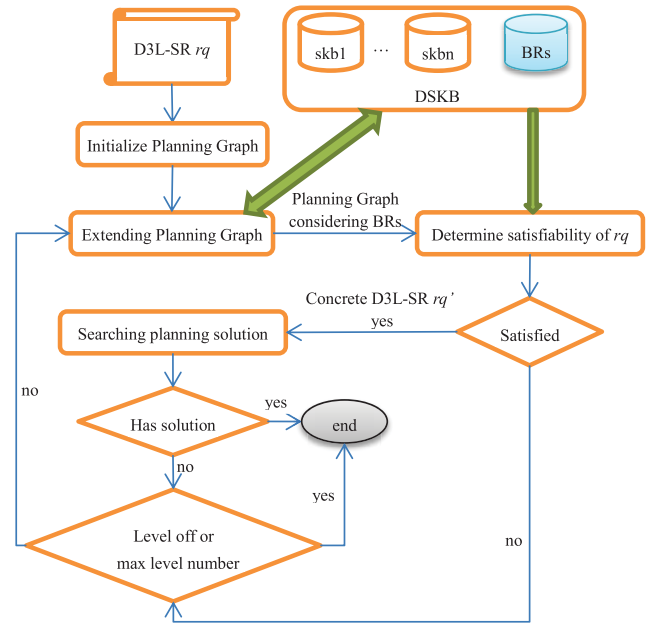 D3L-SR rq
skb1
...
skbn
BRs
DSKB
Initialize Planning Graph
Planning Graph
considering BRs
Extending Planning Graph
Determine satisfiability of rq
Concrete D3L-SR rq’
yes
Searching planning solution
Satisfied
no
Has solution
yes
end
no
yes
Level off or
max level number
no